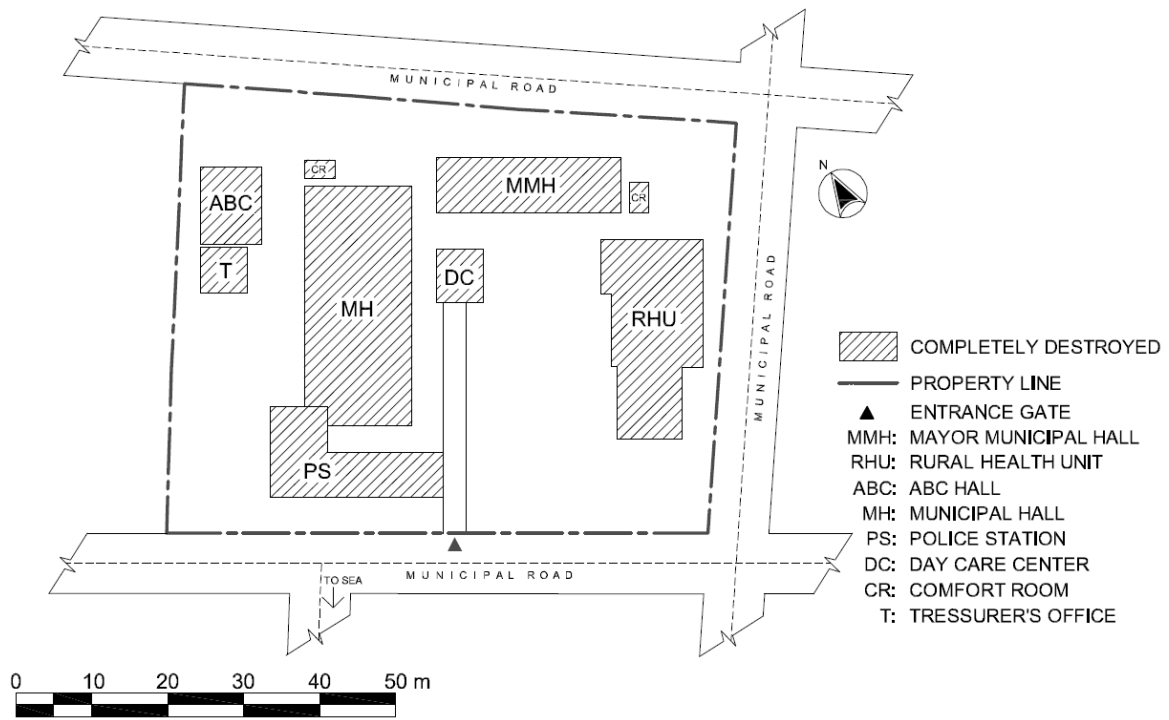 MUNICIPAL ROAD
N
CR
MMH
CR
ABC
T
DC
MH
RHU
PS
MUNICIPAL ROAD
MUNICIPAL ROAD
TO SEA
COMPLETELY DESTROYED
PROPERTY LINE
ENTRANCE GATE
MMH: MAYOR MUNICIPAL HALL
RHU: RURAL HEALTH UNIT
ABC: ABC HALL
MH: MUNICIPAL HALL
PS: POLICE STATION
DC: DAY CARE CENTER
CR: COMFORT ROOM
T: TRESSURER'S OFFICE
0 10 20 30 40 50 m